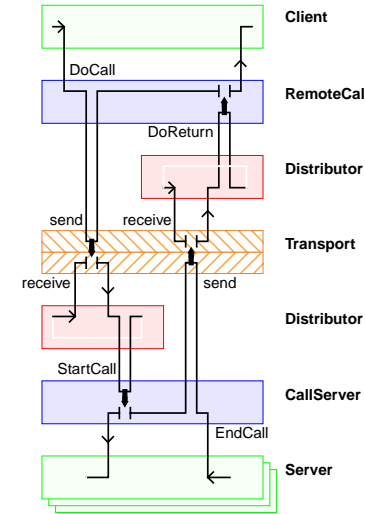 Client
DoCall
RemoteCal
DoReturn
Distributor
send
receive
Transport
receive
send
Distributor
StartCall
CallServer
EndCall
Server